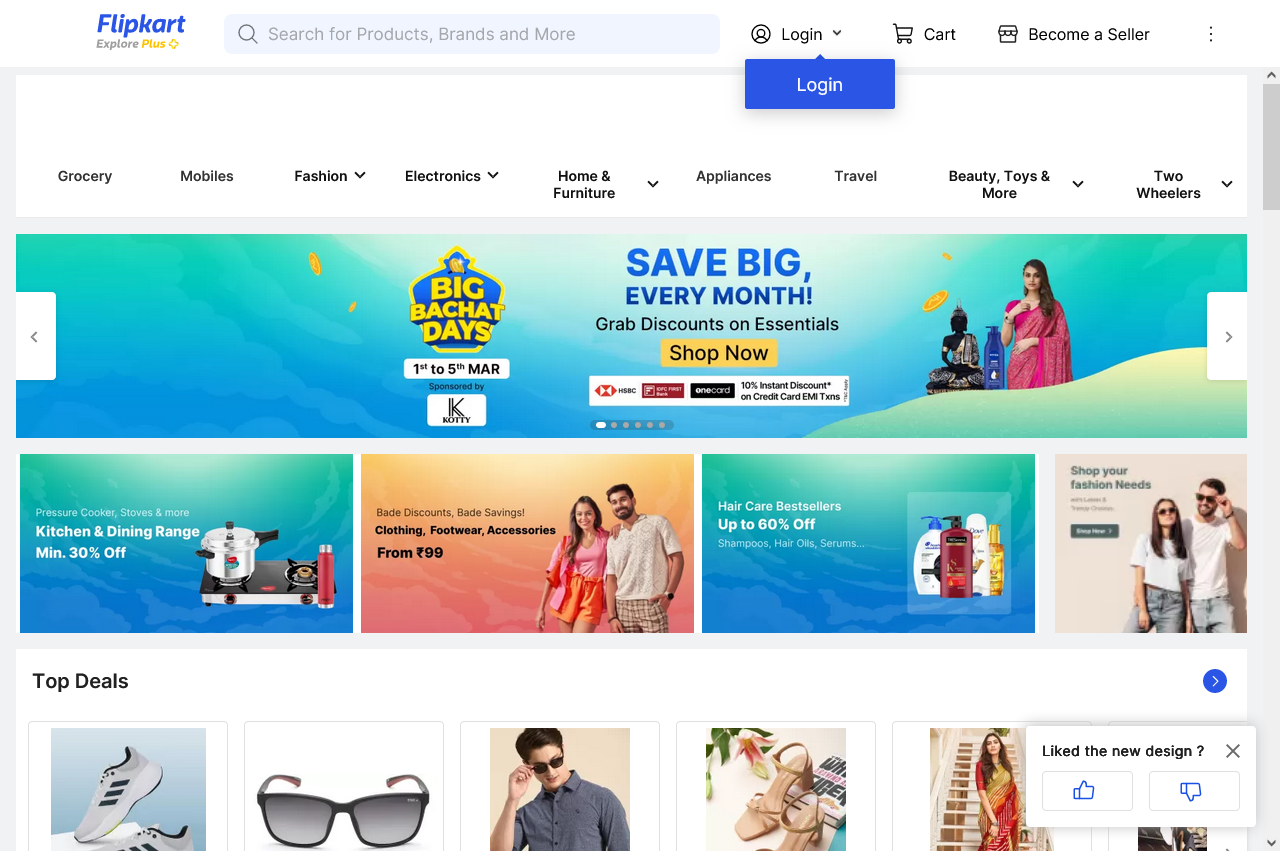 Flipkart
Explore Plus
Search for Products, Brands and More
Login
Cart
Become a Seller
Login
Grocery
Mobiles
Fashion
Electronics
Home &
Furniture
Appliances
Travel
Beauty, Toys &
More
Two
Wheelers
BIG
BACHAT
DAYS
1st to 5th MAR
Sponsored by
K
KOTTY
SAVE BIG,
EVERY MONTH!
Grab Discounts on Essentials
Shop Now
HSBC
IDFC FIRST
Bank
onecard
10% Instant Discount*
on Credit Card EMI Txns
*T&C Apply
Pressure Cooker, Stoves & more
Kitchen & Dining Range
Min. 30% Off
Bade Discounts, Bade Savings!
Clothing, Footwear, Accessories
From ₹99
Hair Care Bestsellers
Up to 60% Off
Shampoos, Hair Oils, Serums...
Shop your
fashion Needs
Shop Now
Top Deals
Liked the new design ?